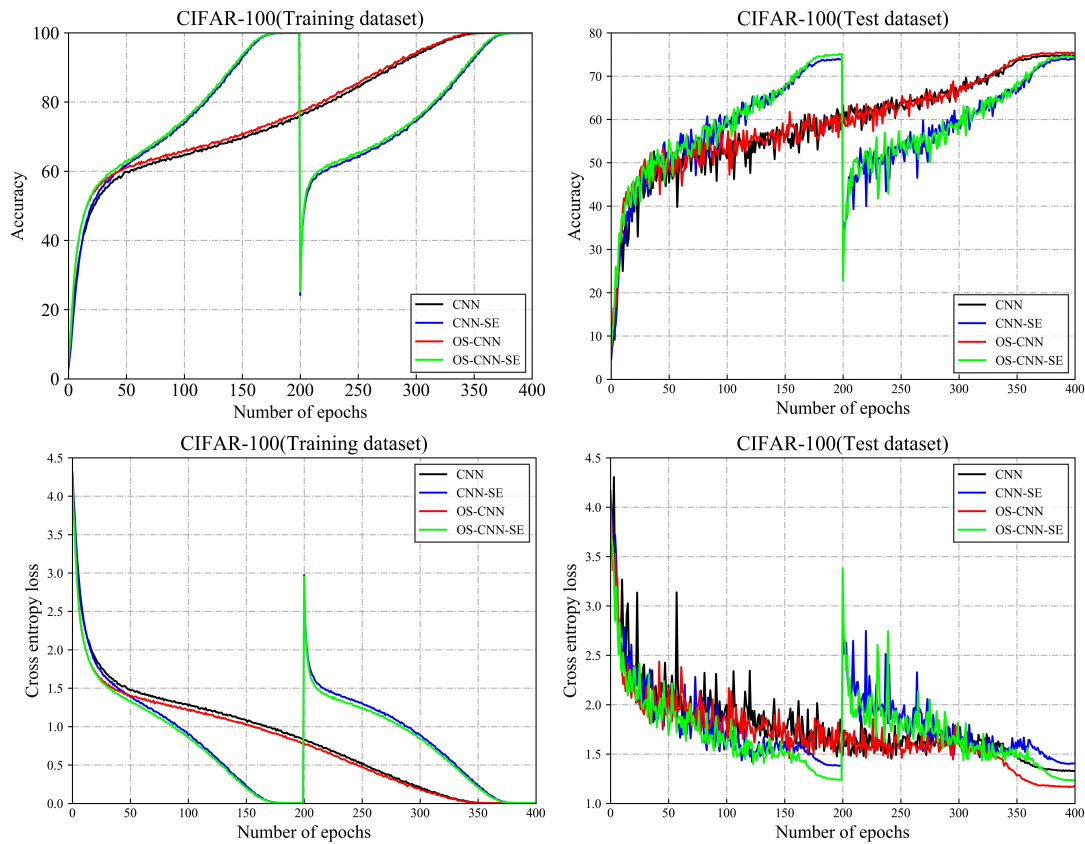 CIFAR-100(Training dataset)
100
80
60
40
20
0
Accuracy
0 50 100 150 200 250 300 350 400
Number of epochs
CNN
CNN-SE
OS-CNN
OS-CNN-SE
CIFAR-100(Test dataset)
80
70
60
50
40
30
20
10
0
Accuracy
0 50 100 150 200 250 300 350 400
Number of epochs
CNN
CNN-SE
OS-CNN
OS-CNN-SE
CIFAR-100(Training dataset)
4.5
4.0
3.5
3.0
2.5
2.0
1.5
1.0
0.5
0.0
Cross entropy loss
0 50 100 150 200 250 300 350 400
Number of epochs
CNN
CNN-SE
OS-CNN
OS-CNN-SE
CIFAR-100(Test dataset)
4.5
4.0
3.5
3.0
2.5
2.0
1.5
1.0
Cross entropy loss
0 50 100 150 200 250 300 350 400
Number of epochs
CNN
CNN-SE
OS-CNN
OS-CNN-SE